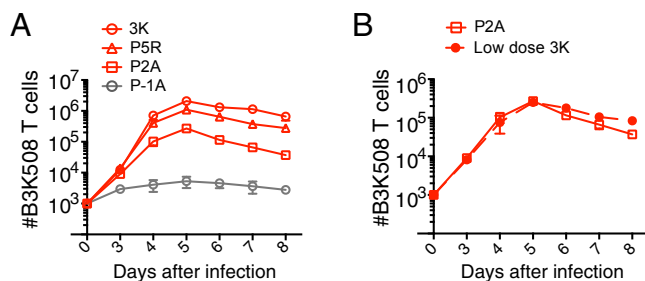 A
3K
P5R
P2A
P-1A
#B3K508 T cells
10^7
10^6
10^5
10^4
10^3
0 3 4 5 6 7 8
Days after infection
B
P2A
Low dose 3K
#B3K508 T cells
10^6
10^5
10^4
10^3
0 3 4 5 6 7 8
Days after infection